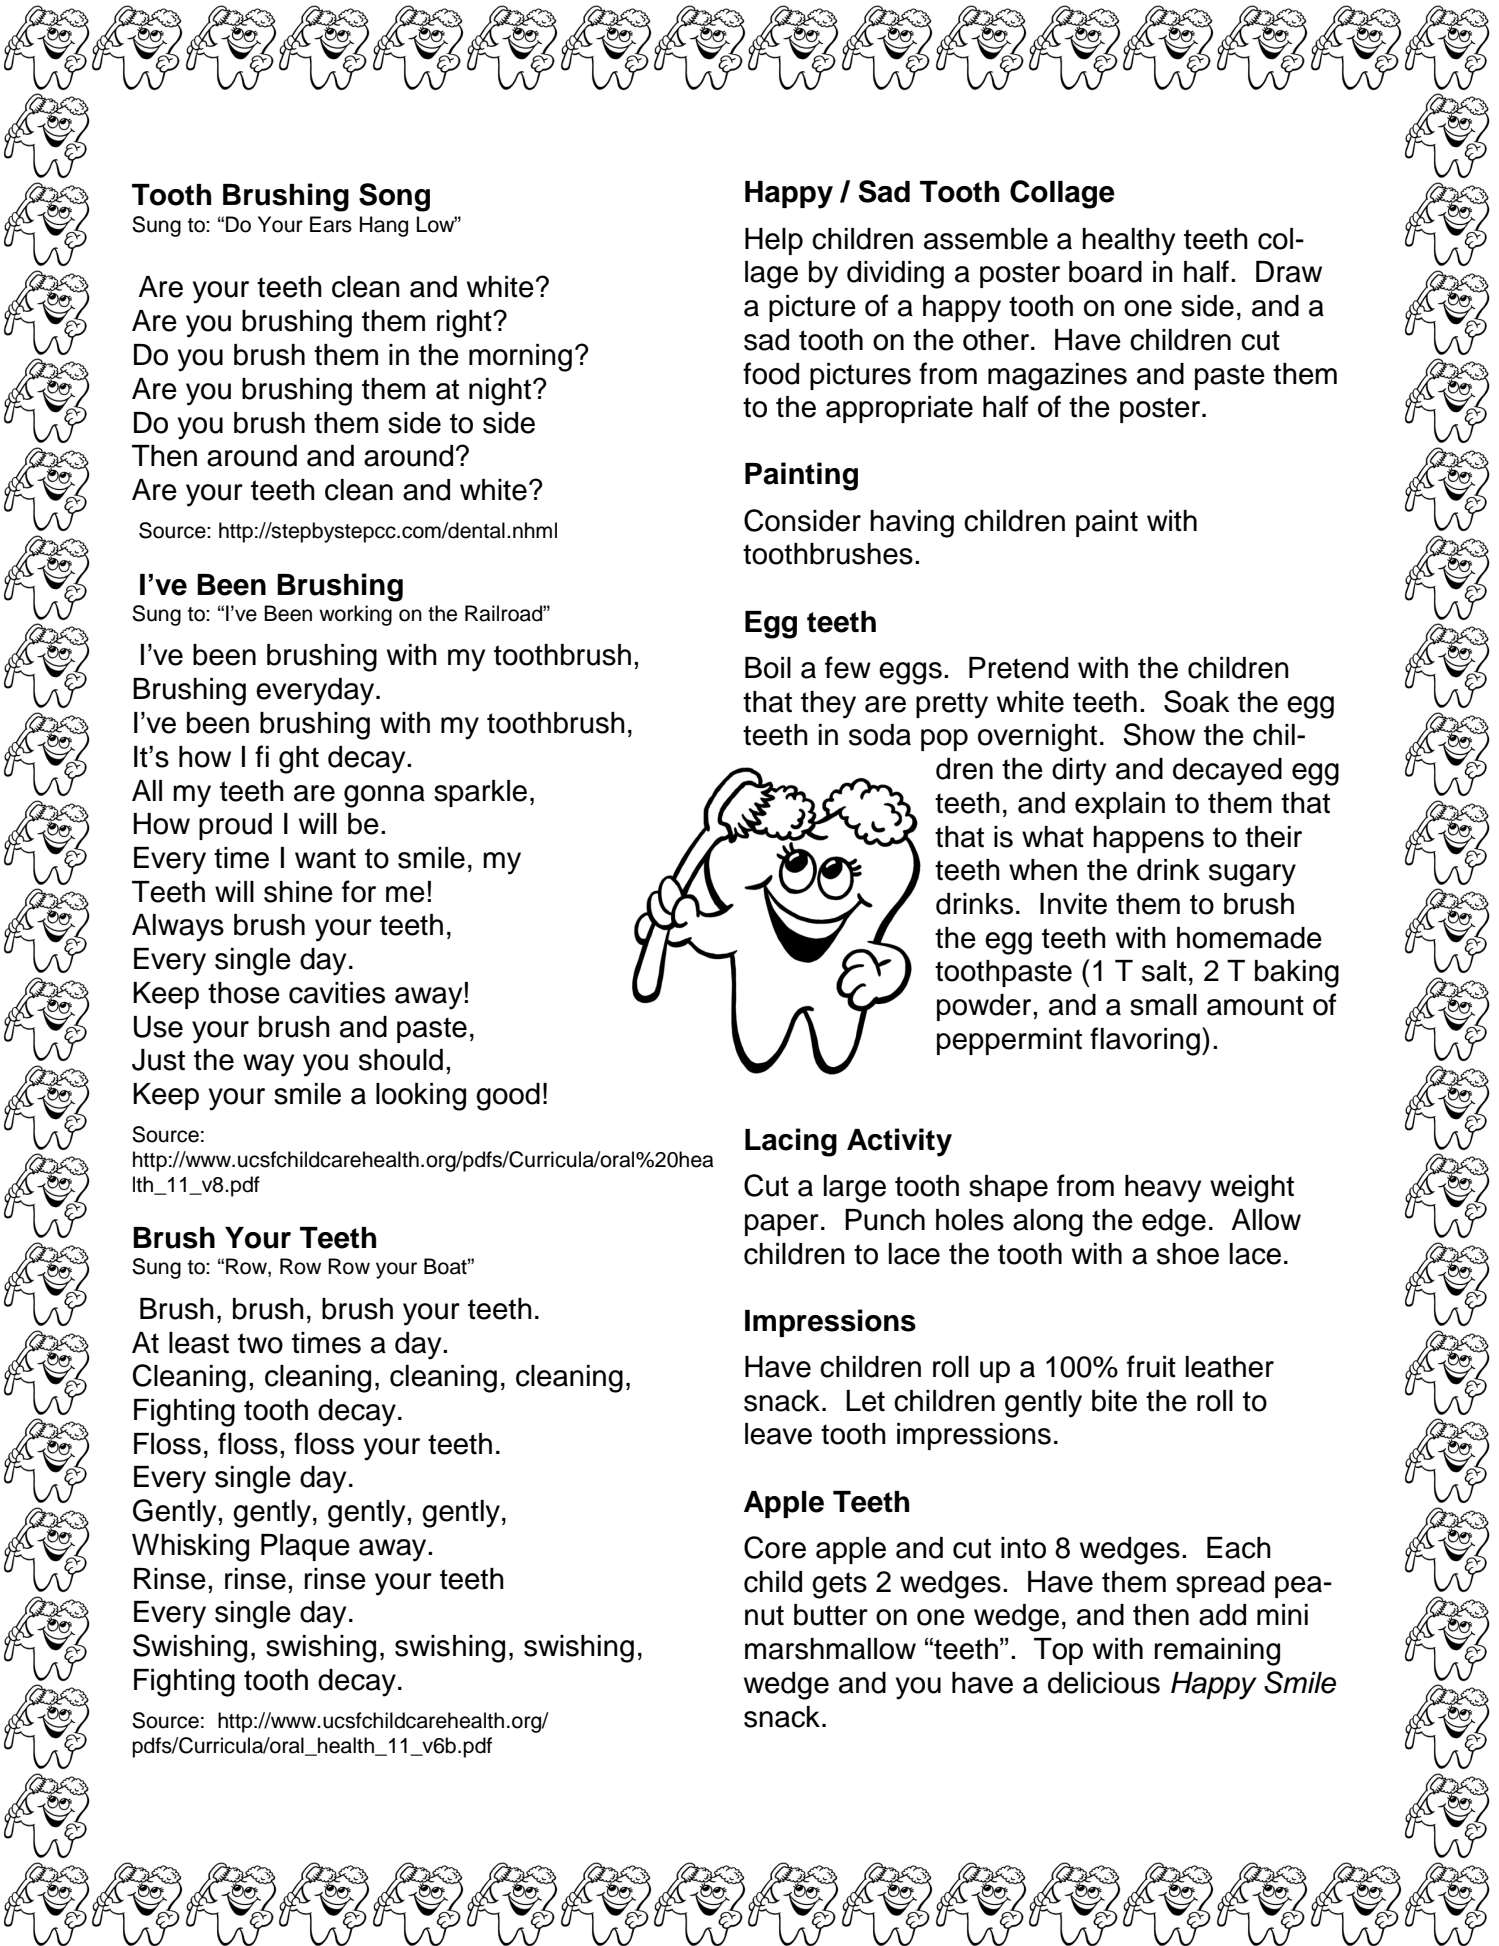 Tooth Brushing Song
Sung to: “Do Your Ears Hang Low”
Are your teeth clean and white?
Are you brushing them right?
Do you brush them in the morning?
Are you brushing them at night?
Do you brush them side to side
Then around and around?
Are your teeth clean and white?
Source: http://stepbystepcc.com/dental.nhml
I’ve Been Brushing
Sung to: “I’ve Been working on the Railroad”
I’ve been brushing with my toothbrush,
Brushing everyday.
I’ve been brushing with my toothbrush,
It’s how I fi ght decay.
All my teeth are gonna sparkle,
How proud I will be.
Every time I want to smile, my
Teeth will shine for me!
Always brush your teeth,
Every single day.
Keep those cavities away!
Use your brush and paste,
Just the way you should,
Keep your smile a looking good!
Source:
http://www.ucsfchildcarehealth.org/pdfs/Curricula/oral%20hea
lth_11_v8.pdf
Brush Your Teeth
Sung to: “Row, Row Row your Boat”
Brush, brush, brush your teeth.
At least two times a day.
Cleaning, cleaning, cleaning, cleaning,
Fighting tooth decay.
Floss, floss, floss your teeth.
Every single day.
Gently, gently, gently, gently,
Whisking Plaque away.
Rinse, rinse, rinse your teeth
Every single day.
Swishing, swishing, swishing, swishing,
Fighting tooth decay.
Source:  http://www.ucsfchildcarehealth.org/
pdfs/Curricula/oral_health_11_v6b.pdf
Happy / Sad Tooth Collage
Help children assemble a healthy teeth col-
lage by dividing a poster board in half.  Draw
a picture of a happy tooth on one side, and a
sad tooth on the other.  Have children cut
food pictures from magazines and paste them
to the appropriate half of the poster.
Painting
Consider having children paint with
toothbrushes.
Egg teeth
Boil a few eggs.  Pretend with the children
that they are pretty white teeth.  Soak the egg
teeth in soda pop overnight.  Show the chil-
dren the dirty and decayed egg
teeth, and explain to them that
that is what happens to their
teeth when the drink sugary
drinks.  Invite them to brush
the egg teeth with homemade
toothpaste (1 T salt, 2 T baking
powder, and a small amount of
peppermint flavoring).
Lacing Activity
Cut a large tooth shape from heavy weight
paper.  Punch holes along the edge.  Allow
children to lace the tooth with a shoe lace.
Impressions
Have children roll up a 100% fruit leather
snack.  Let children gently bite the roll to
leave tooth impressions.
Apple Teeth
Core apple and cut into 8 wedges.  Each
child gets 2 wedges.  Have them spread pea-
nut butter on one wedge, and then add mini
marshmallow “teeth”.  Top with remaining
wedge and you have a delicious Happy Smile
snack.